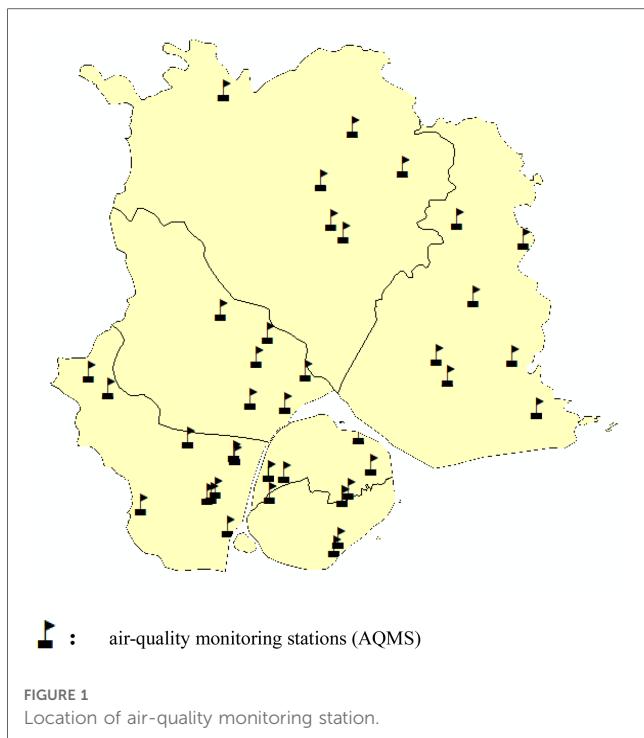 : air-quality monitoring stations (AQMS)
FIGURE 1
Location of air-quality monitoring station.